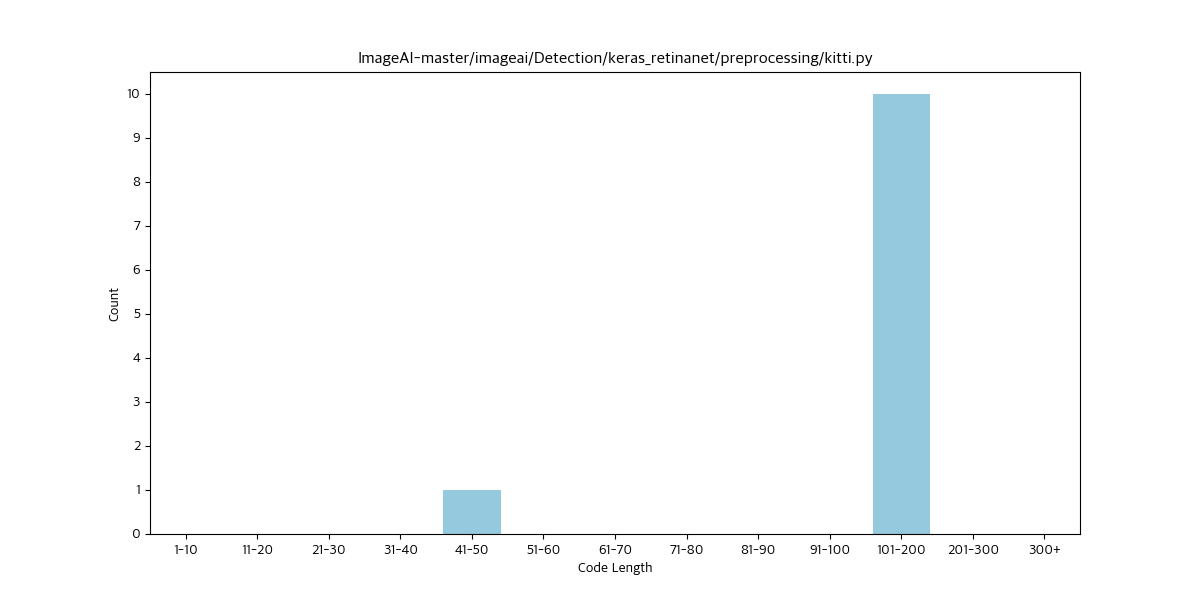 ImageAI-master/imageai/Detection/keras_retinanet/preprocessing/kitti.py
10
9
8
7
6
5
4
3
2
1
0
Count
1-10 11-20 21-30 31-40 41-50 51-60 61-70 71-80 81-90 91-100 101-200 201-300 300+
Code Length